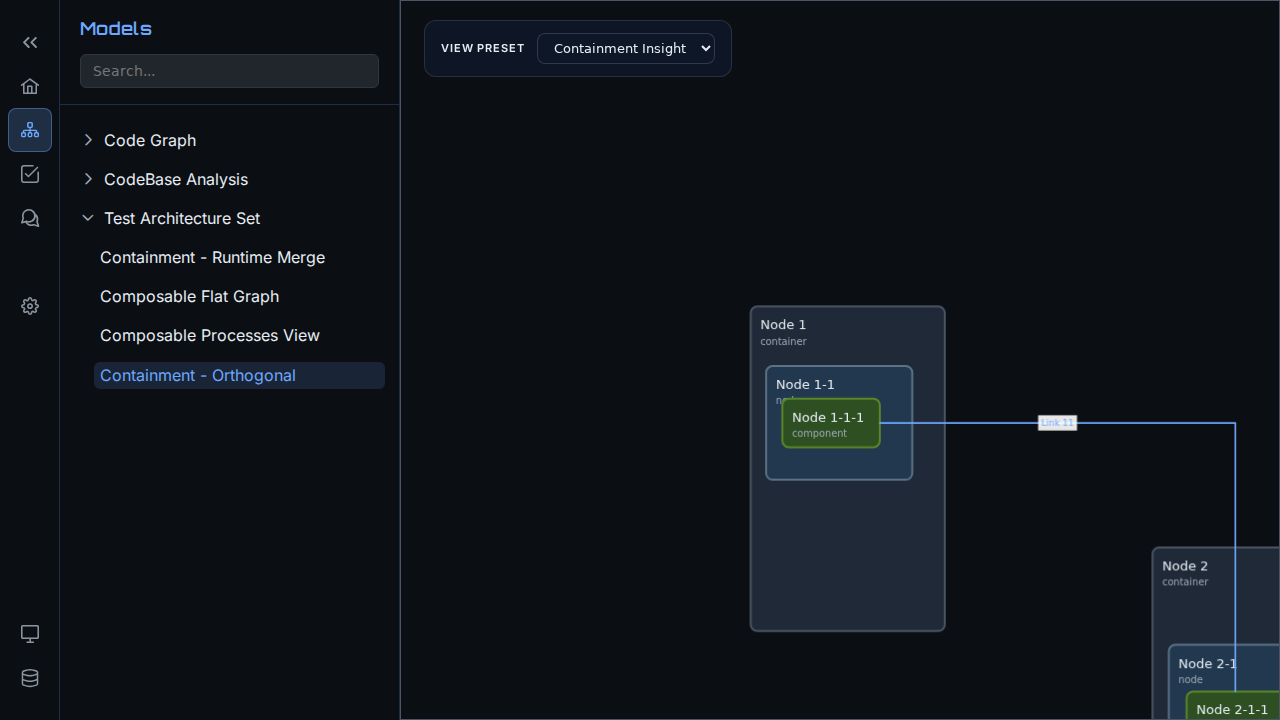 Models
Search...
VIEW PRESET
Containment Insight
Code Graph
CodeBase Analysis
Test Architecture Set
Containment - Runtime Merge
Composable Flat Graph
Composable Processes View
Containment - Orthogonal
Node 1
container
Node 1-1
Node 1-1-1
component
Link 11
Node 2
container
Node 2-1
node
Node 2-1-1